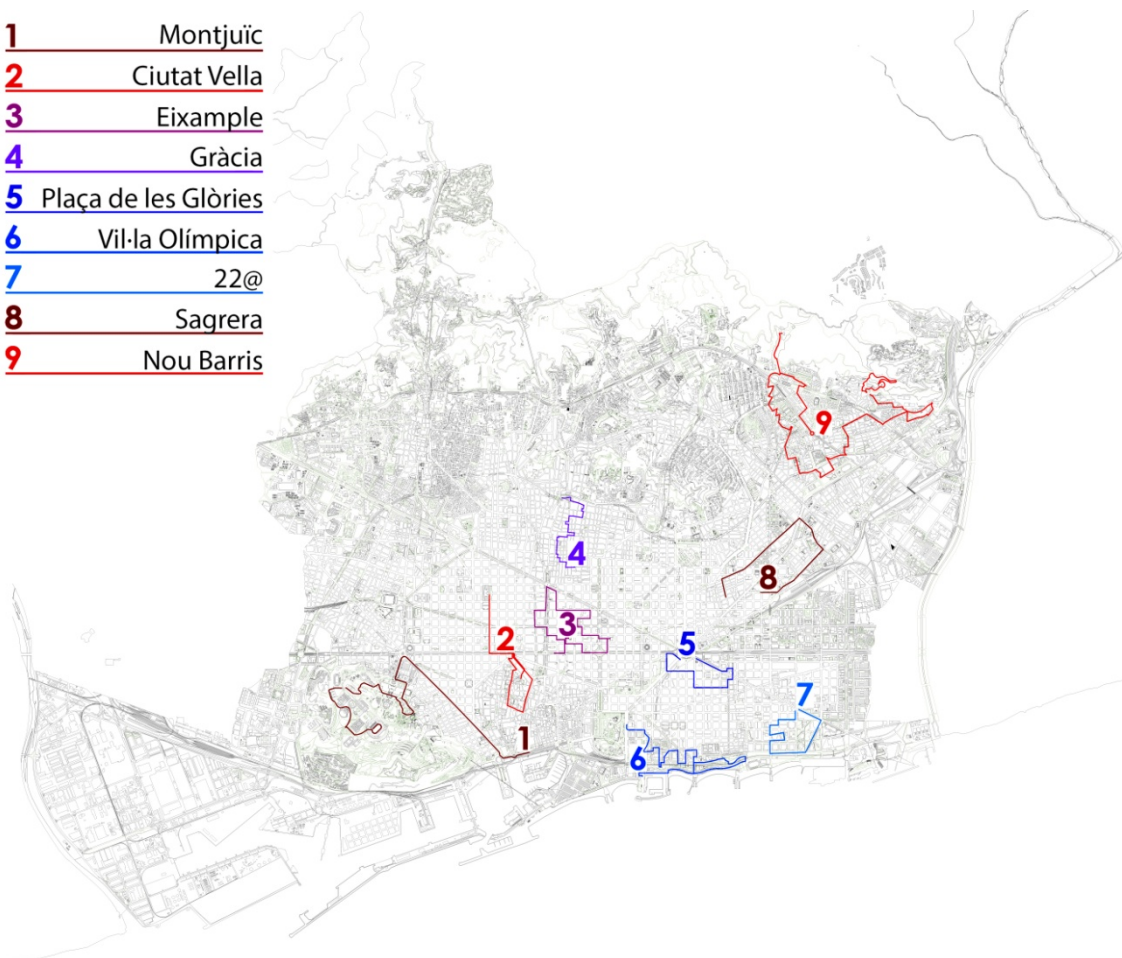 1 Montjuïc
2 Ciutat Vella
3 Eixample
4 Gràcia
5 Plaça de les Glòries
6 Vil·la Olímpica
7 22@
8 Sagrera
9 Nou Barris
9
4
8
3
2
5
7
1
6